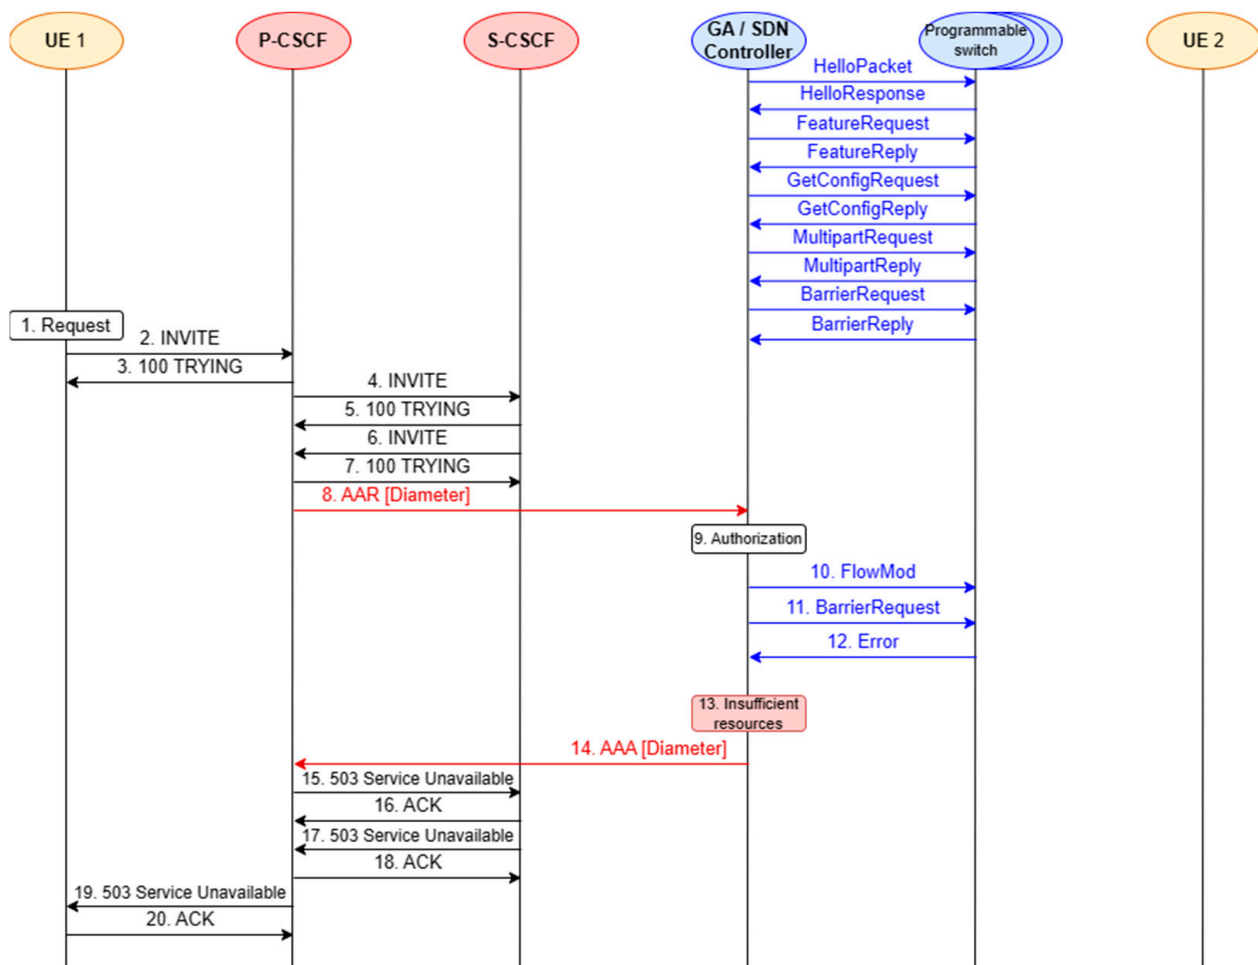 UE 1
P-CSCF
S-CSCF
GA / SDN
Controller
Programmable
switch
UE 2
HelloPacket
HelloResponse
FeatureRequest
FeatureReply
GetConfigRequest
GetConfigReply
MultipartRequest
MultipartReply
BarrierRequest
BarrierReply
1. Request
2. INVITE
3. 100 TRYING
4. INVITE
5. 100 TRYING
6. INVITE
7. 100 TRYING
8. AAR [Diameter]
9. Authorization
10. FlowMod
11. BarrierRequest
12. Error
13. Insufficient
resources
14. AAA [Diameter]
15. 503 Service Unavailable
16. ACK
17. 503 Service Unavailable
18. ACK
19. 503 Service Unavailable
20. ACK